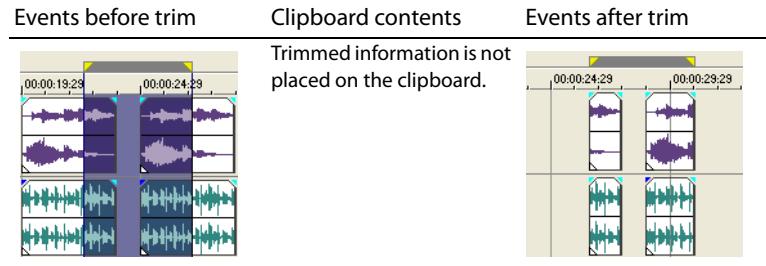 Events before trim
Clipboard contents
Events after trim
00:00:19:29
00:00:24:29
Trimmed information is not
placed on the clipboard.
00:00:24:29
00:00:29:29